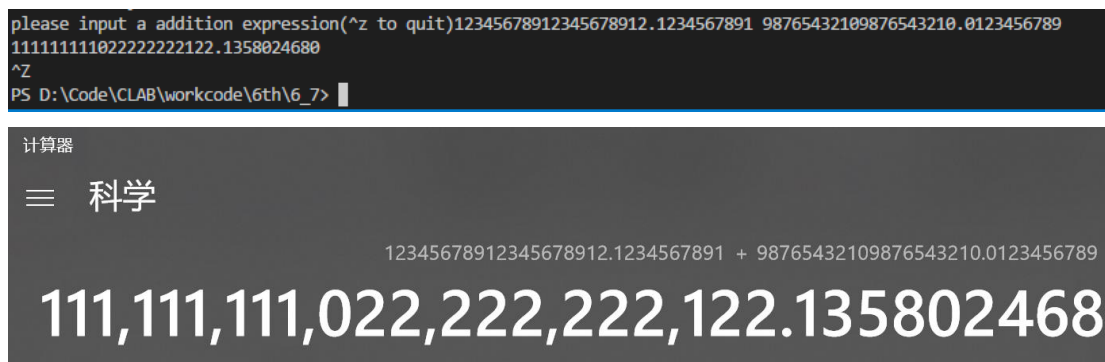 please input a addition expression(^z to quit)12345678912345678912.1234567891 98765432109876543210.0123456789
111111111022222222122.1358024680
^Z
PS D:\Code\CLAB\workcode\6th\6_7>
计算器
科学
12345678912345678912.1234567891 + 98765432109876543210.0123456789
111,111,111,022,222,222,122.135802468